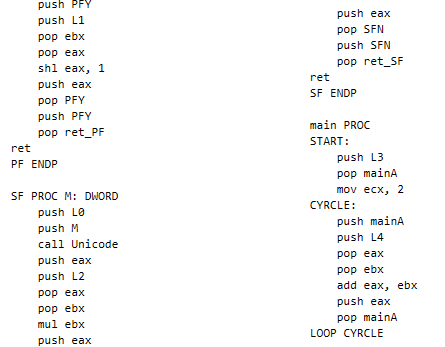 push PFY
push L1
pop ebx
pop eax
shl eax, 1
push eax
pop PFY
push PFY
pop ret_PF
ret
PF ENDP
SF PROC M: DWORD
push L0
push M
call Unicode
push eax
push L2
pop eax
pop ebx
mul ebx
push eax
push eax
pop SFN
push SFN
pop ret_SF
ret
SF ENDP
main PROC
START:
push L3
pop mainA
mov ecx, 2
CYRCLE:
push mainA
push L4
pop eax
pop ebx
add eax, ebx
push eax
pop mainA
LOOP CYRCLE